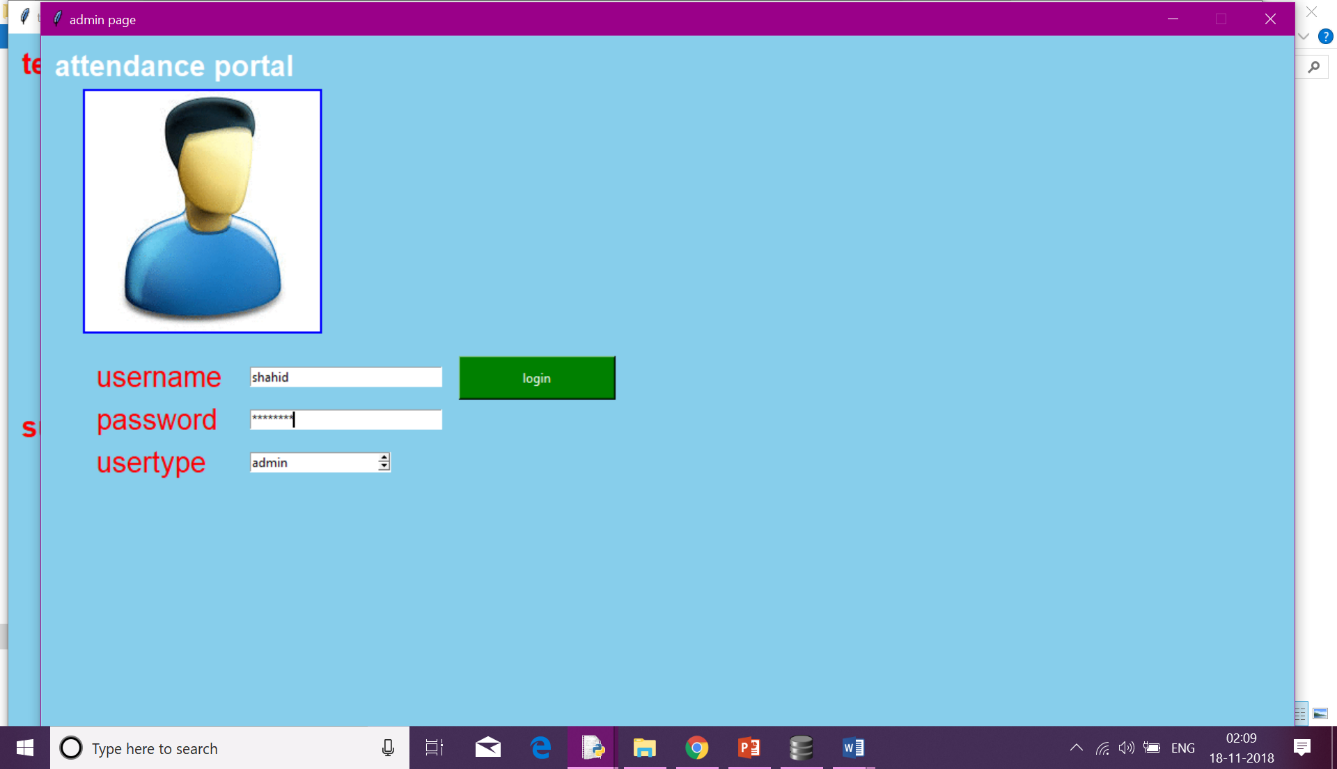 admin page
te
attendance portal
username
shahid
login
password
********
usertype
admin
Type here to search
ENG
02:09
18-11-2018